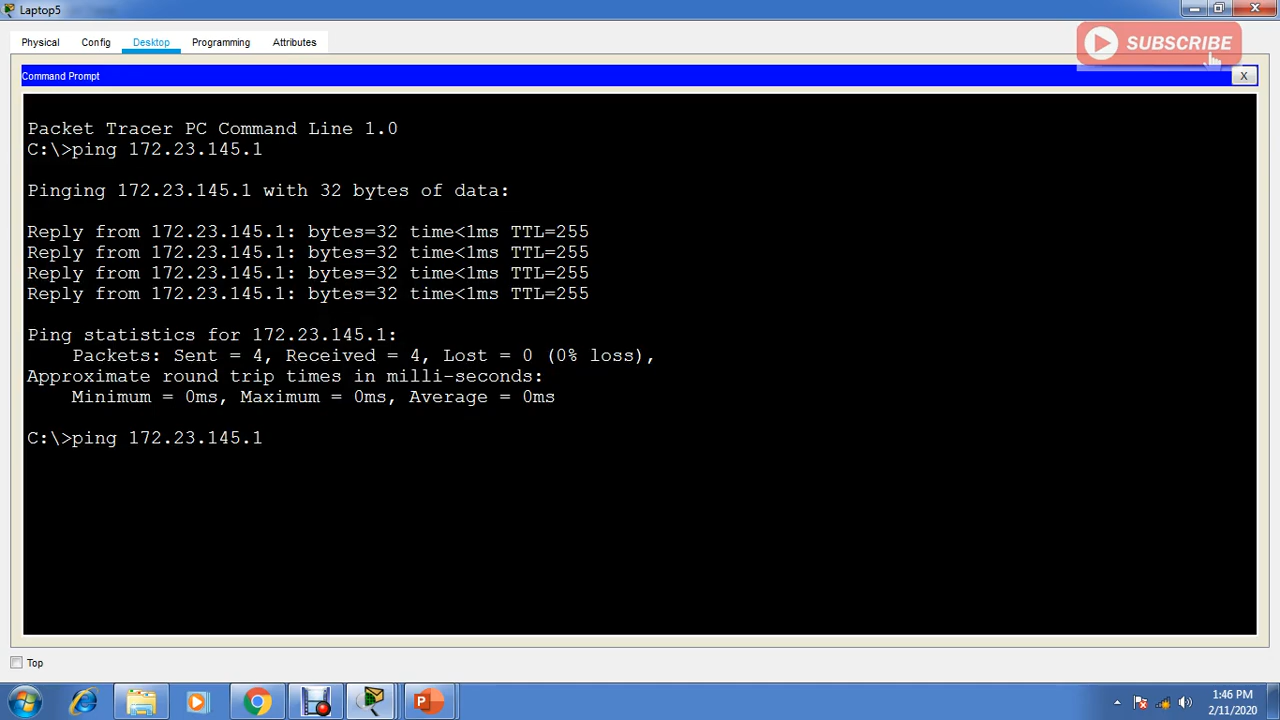 Laptop5
Physical Config Desktop Programming Attributes
SUBSCRIBE
Command Prompt X
Packet Tracer PC Command Line 1.0
C:\>ping 172.23.145.1
Pinging 172.23.145.1 with 32 bytes of data:
Reply from 172.23.145.1: bytes=32 time<1ms TTL=255
Reply from 172.23.145.1: bytes=32 time<1ms TTL=255
Reply from 172.23.145.1: bytes=32 time<1ms TTL=255
Reply from 172.23.145.1: bytes=32 time<1ms TTL=255
Ping statistics for 172.23.145.1:
Packets: Sent = 4, Received = 4, Lost = 0 (0% loss),
Approximate round trip times in milli-seconds:
Minimum = 0ms, Maximum = 0ms, Average = 0ms
C:\>ping 172.23.145.1
Top
1:46 PM
2/11/2020